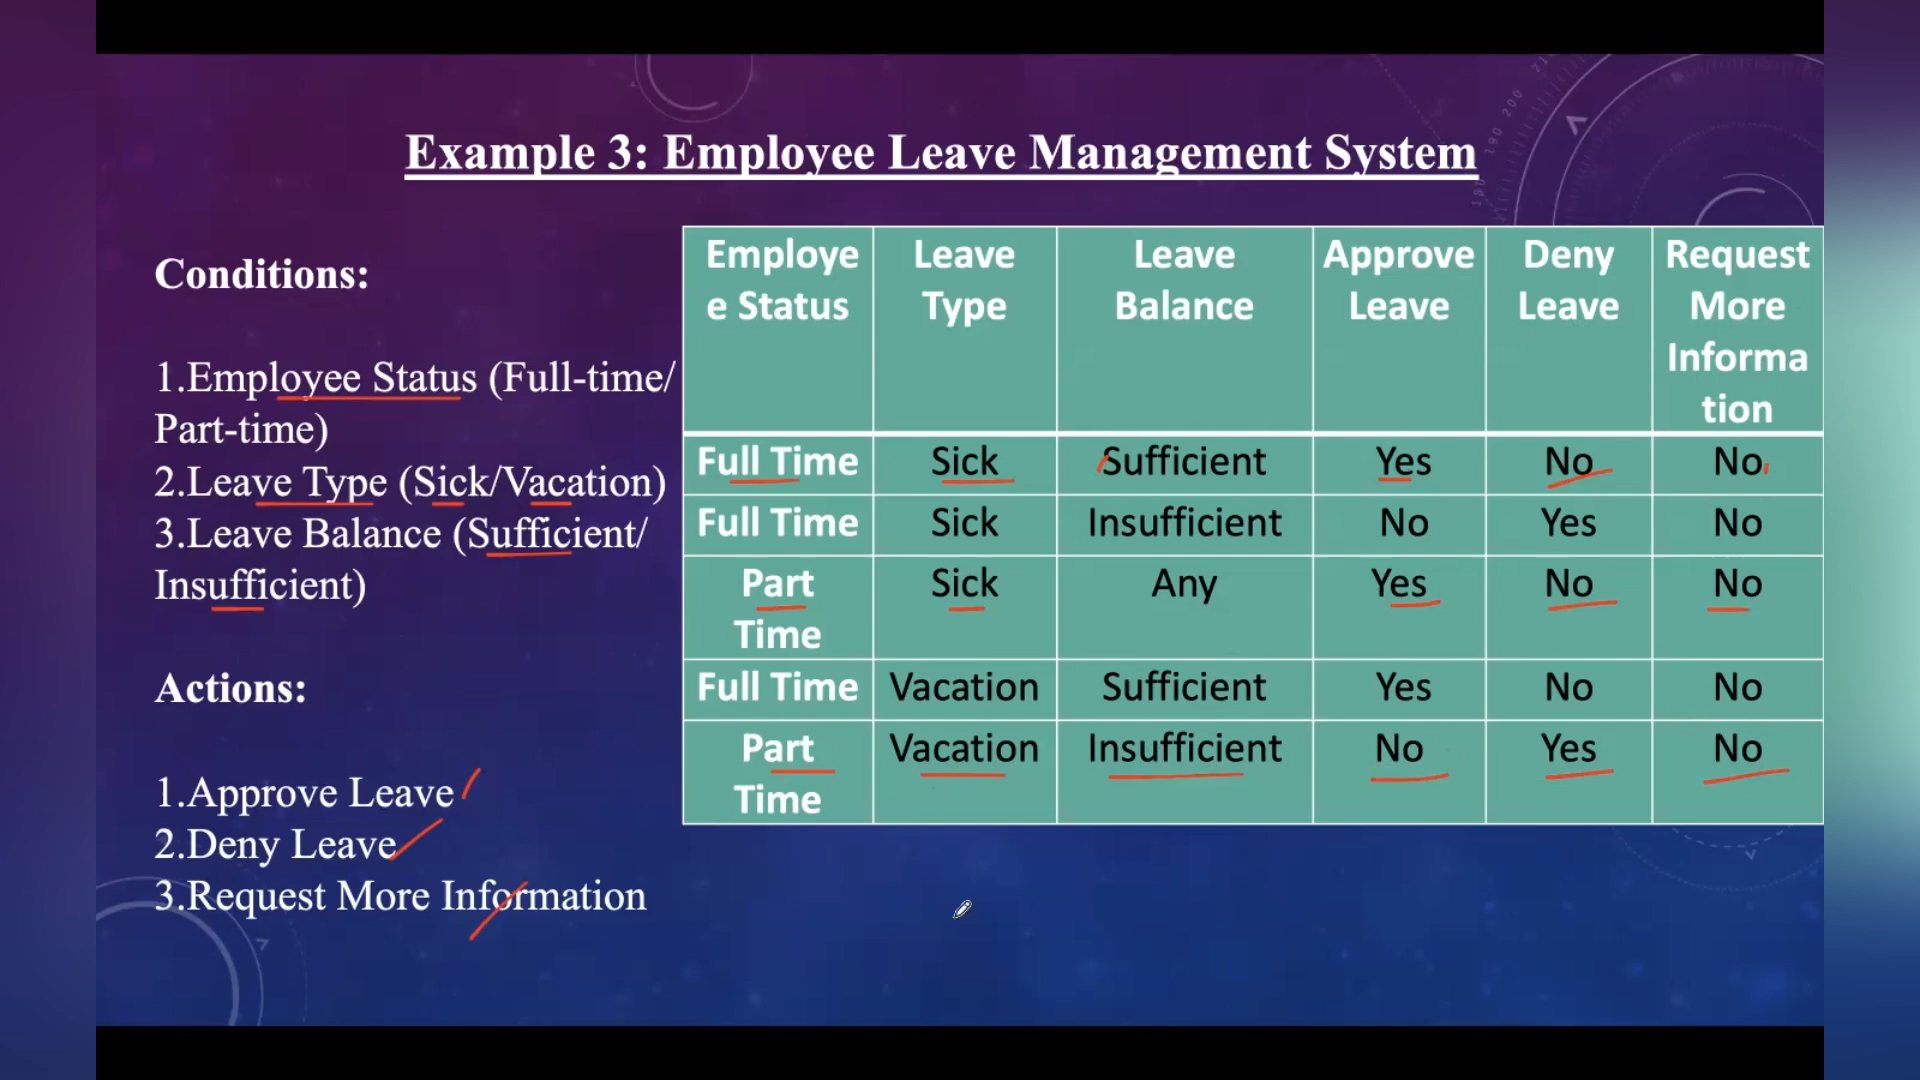 Example 3: Employee Leave Management System
Conditions:
1.Employee Status (Full-time/
Part-time)
2.Leave Type (Sick/Vacation)
3.Leave Balance (Sufficient/
Insufficient)
Actions:
1.Approve Leave
2.Deny Leave
3.Request More Information
Employe
e Status
Leave
Type
Leave
Balance
Approve
Leave
Deny
Leave
Request
More
Informa
tion
Full Time Sick Sufficient Yes No No
Full Time Sick Insufficient No Yes No
Part Sick Any Yes No No
Time
Full Time Vacation Sufficient Yes No No
Part Vacation Insufficient No Yes No
Time
190 200